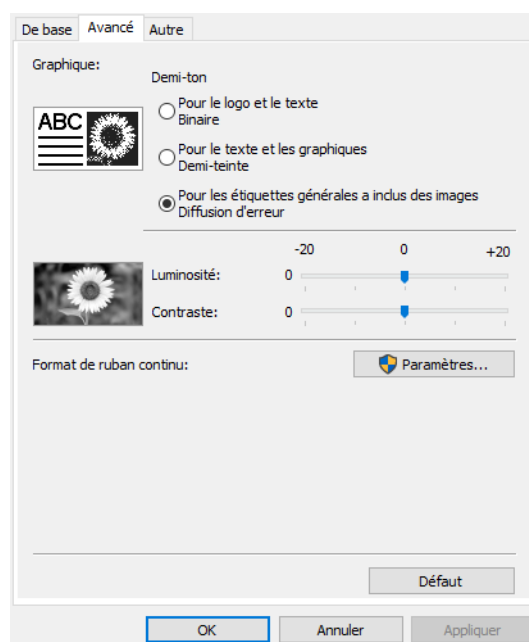 De base Avancé Autre
Graphique:
Demi-ton
ABC
Pour le logo et le texte
Binaire
Pour le texte et les graphiques
Demi-teinte
Pour les étiquettes générales a inclus des images
Diffusion d'erreur
-20 0 +20
Luminosité: 0
Contraste: 0
Format de ruban continu: Paramètres...
Défaut
OK Annuler Appliquer